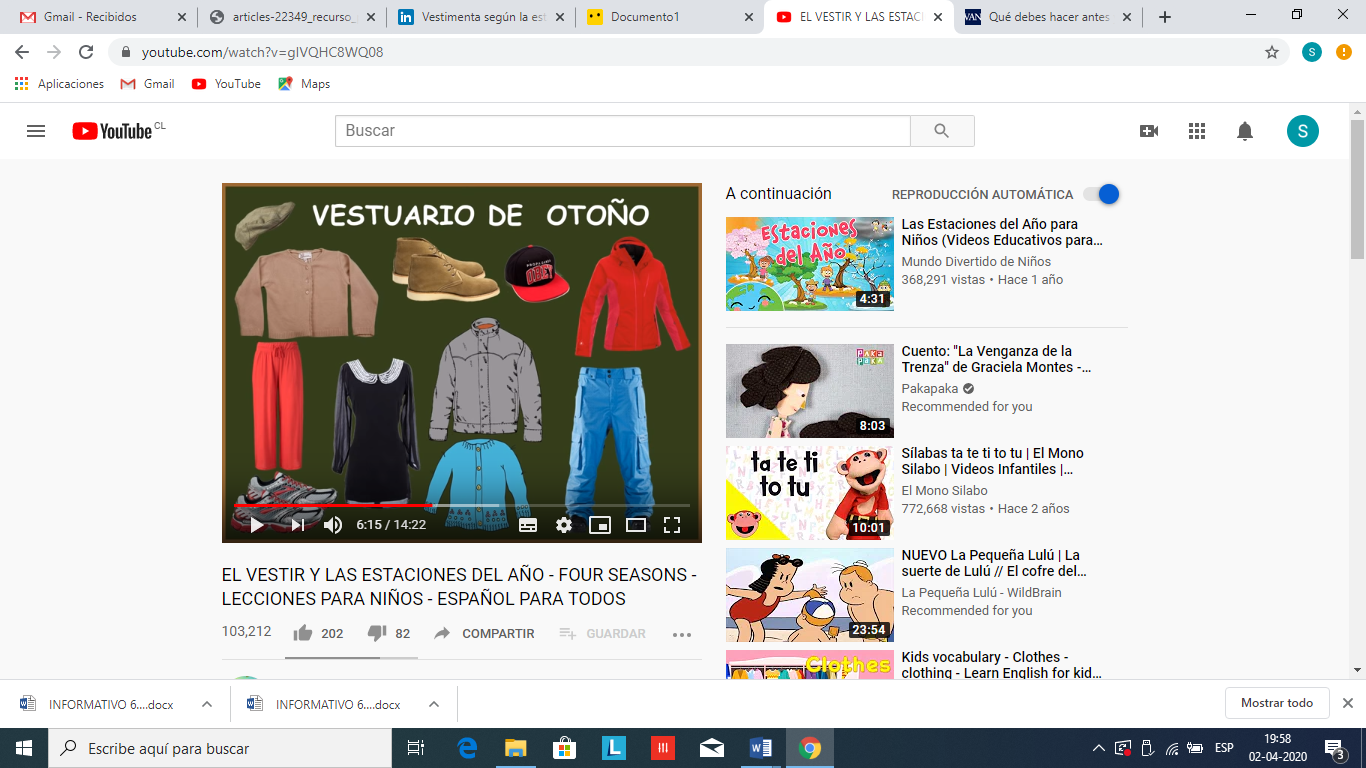 Gmail - Recibidos
articles-22349_recurso_
Vestimenta según la est
Documento1
EL VESTIR Y LAS ESTACI
VAN
Qué debes hacer antes
youtube.com/watch?v=gIVQHC8WQ08
S
Aplicaciones
Gmail
YouTube
Maps
YouTube CL
Buscar
S
VESTUARIO DE OTOÑO
OBEY
6:15 / 14:22
EL VESTIR Y LAS ESTACIONES DEL AÑO - FOUR SEASONS -
LECCIONES PARA NIÑOS - ESPAÑOL PARA TODOS
103,212
202
82
COMPARTIR
GUARDAR
A continuación
REPRODUCCIÓN AUTOMÁTICA
Estaciones
del Año
4:31
Las Estaciones del Año para
Niños (Videos Educativos para...
Mundo Divertido de Niños
368,291 vistas • Hace 1 año
PAKA
PAKA
8:03
Cuento: "La Venganza de la
Trenza" de Graciela Montes -...
Pakapaka
Recommended for you
ta te ti
to tu
10:01
Sílabas ta te ti to tu | El Mono
Silabo | Videos Infantiles |...
El Mono Silabo
772,668 vistas • Hace 2 años
23:54
NUEVO La Pequeña Lulú | La
suerte de Lulú // El cofre del...
La Pequeña Lulú - WildBrain
Recommended for you
Clothes
Kids vocabulary - Clothes -
clothing - Learn English for kid...
INFORMATIVO 6....docx
INFORMATIVO 6....docx
Mostrar todo
Escribe aquí para buscar
L
ESP
19:58
02-04-2020
3